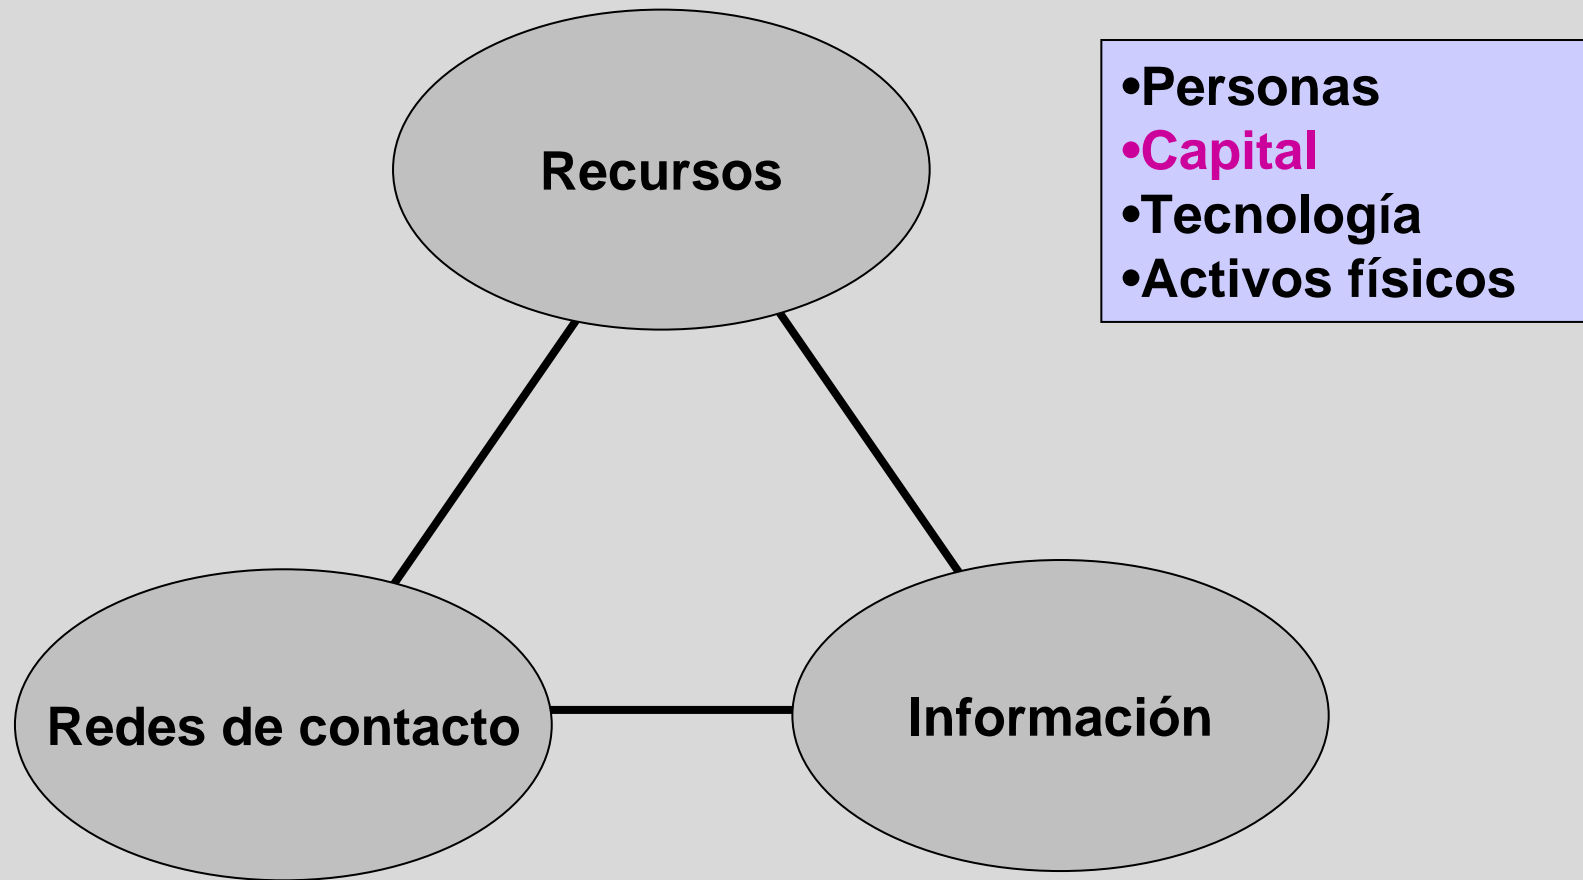 Recursos
•Personas
•Capital
•Tecnología
•Activos físicos
Redes de contacto
Información